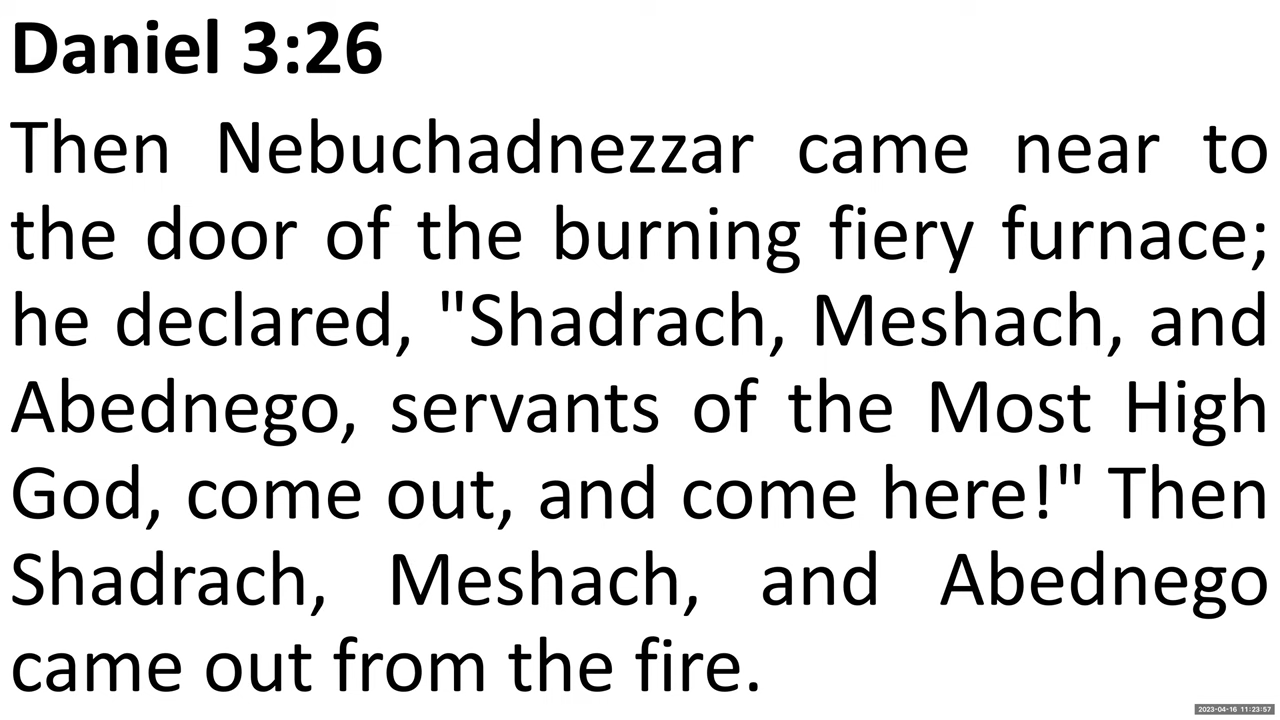 Daniel 3:26
Then Nebuchadnezzar came near to
the door of the burning fiery furnace;
he declared, "Shadrach, Meshach, and
Abednego, servants of the Most High
God, come out, and come here!" Then
Shadrach, Meshach, and Abednego
came out from the fire.
2023-04-16 11:23:57